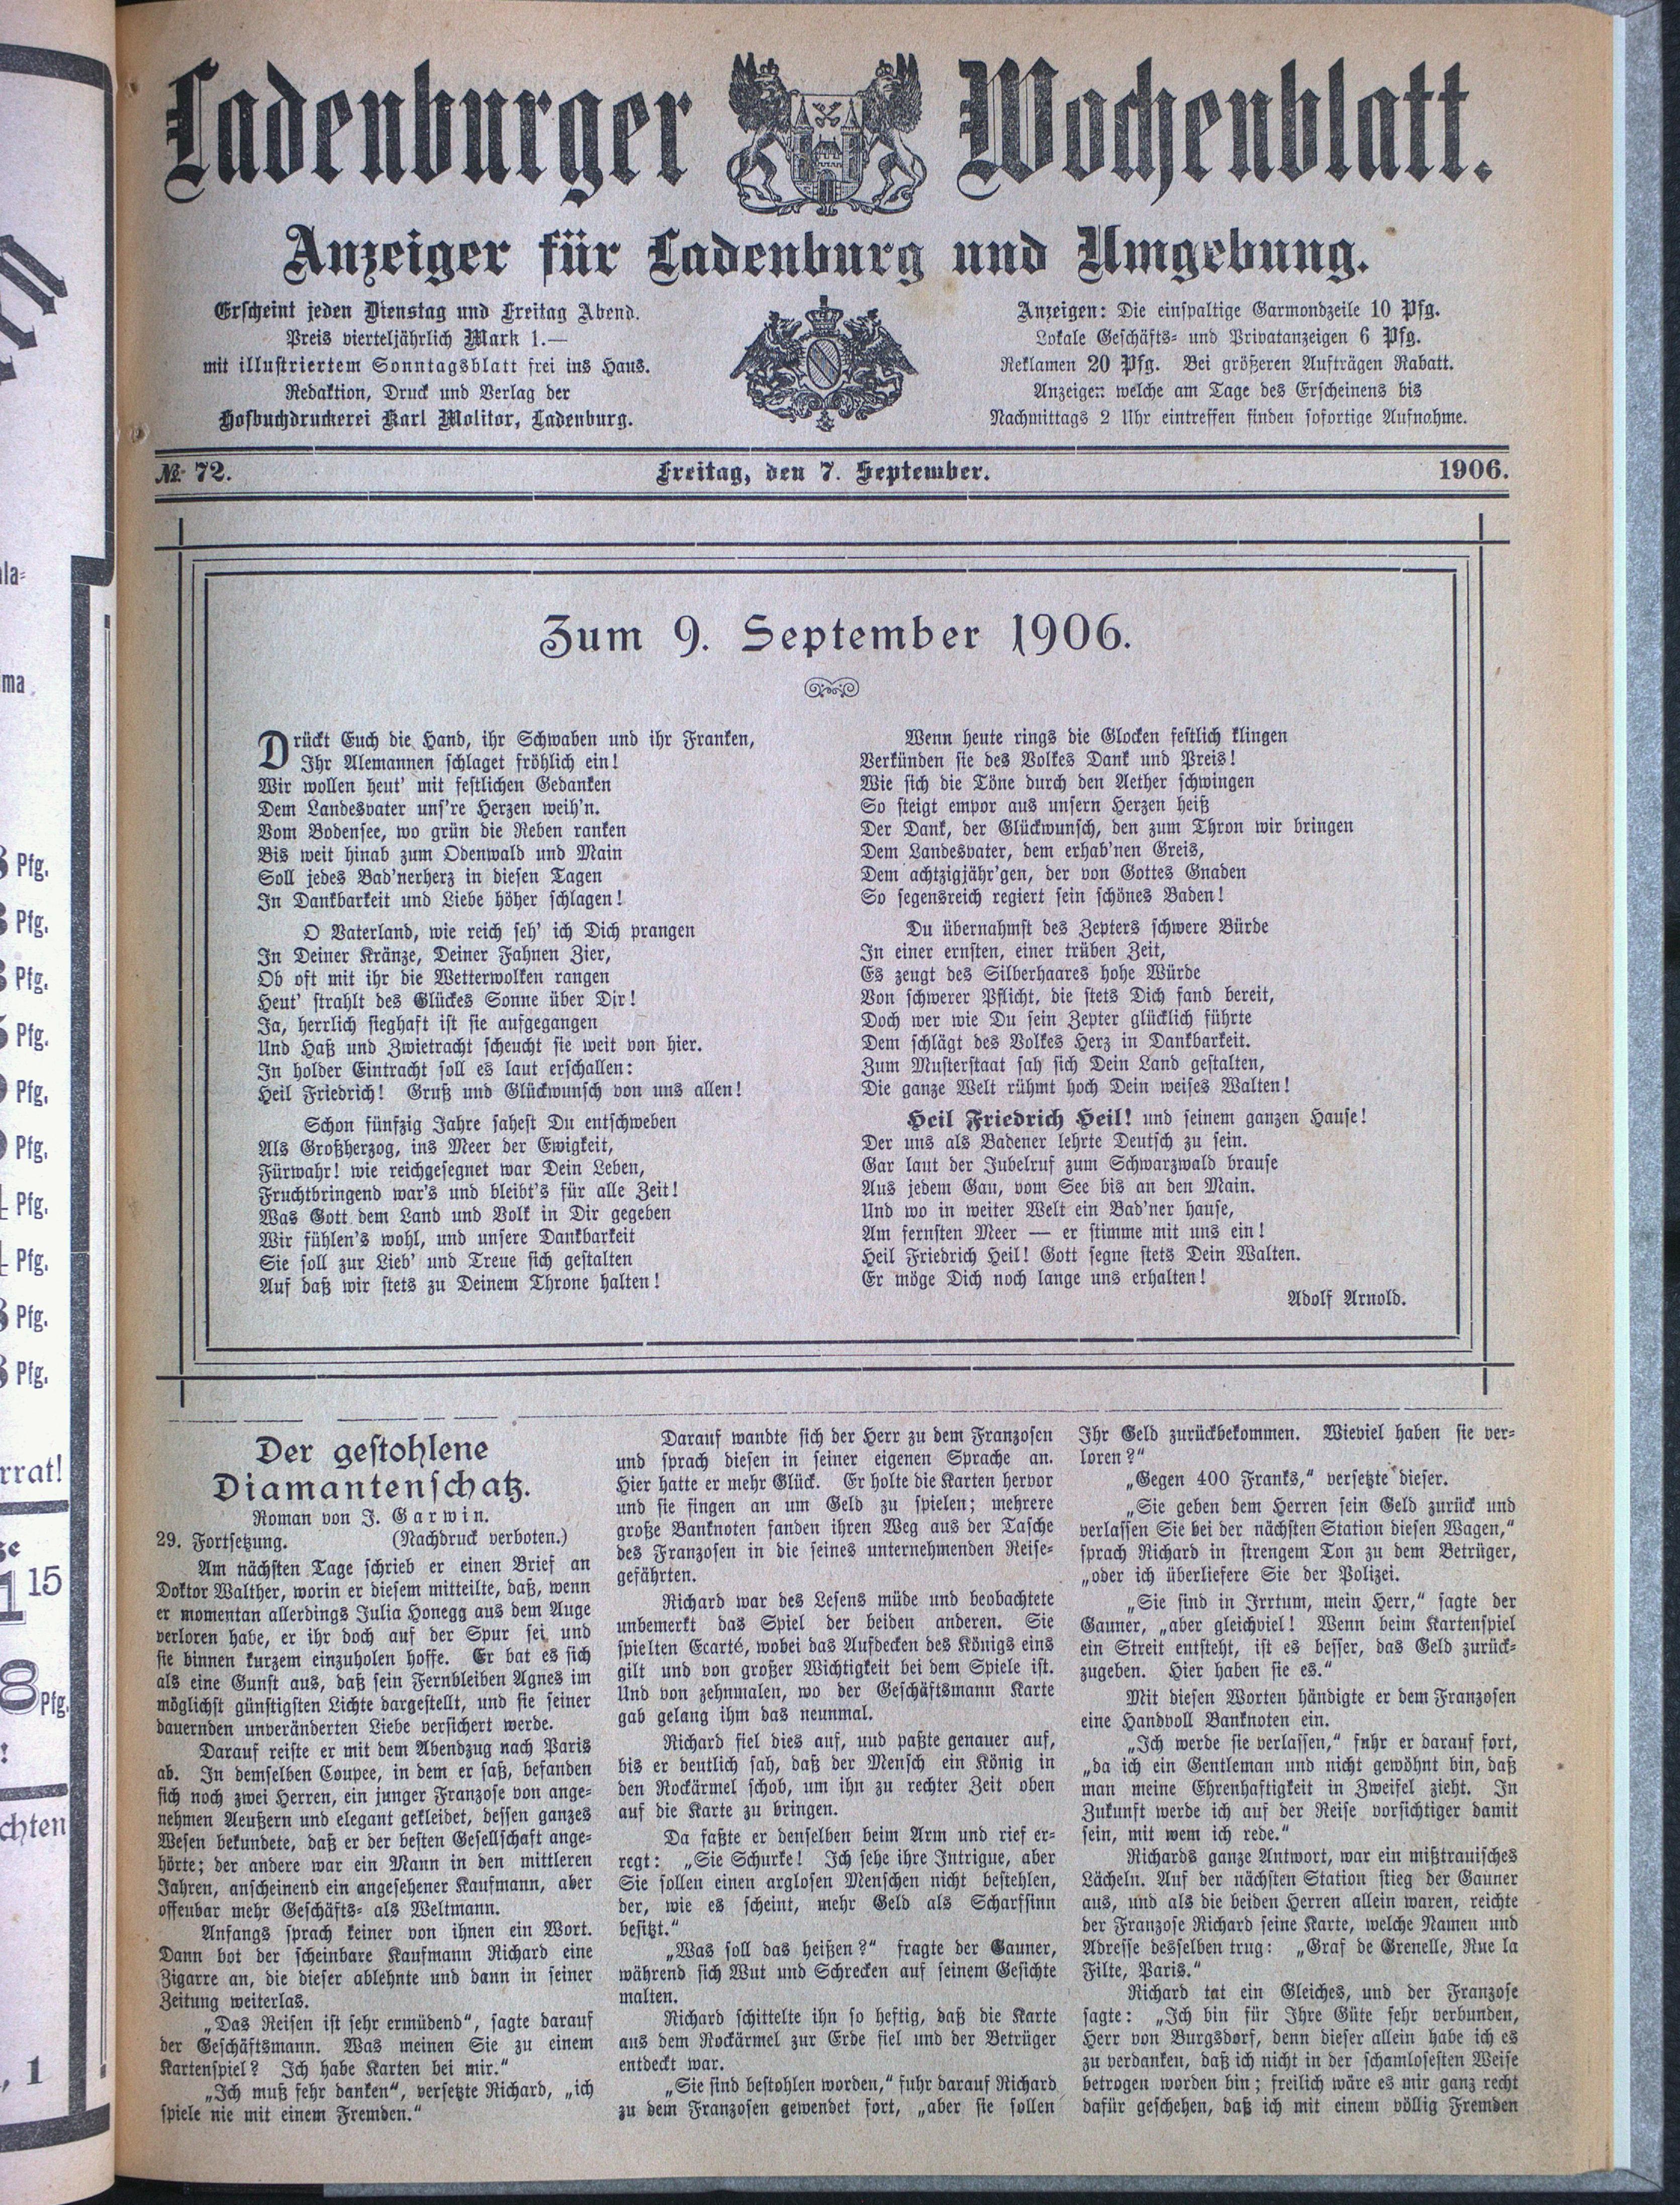 Ladenburger Wochenblatt.
Anzeiger für Ladenburg und Umgebung.
Erscheint jeden Dienstag und Freitag Abend.
Preis vierteljährlich Mark 1.—
mit illustriertem Sonntagsblatt frei ins Haus.
Redaktion, Druck und Verlag der
Hofbuchdruckerei Karl Molitor, Ladenburg.
Anzeigen: Die einspaltige Garmondzeile 10 Pfg.
Lokale Geschäfts- und Privatanzeigen 6 Pfg.
Reklamen 20 Pfg. Bei größeren Aufträgen Rabatt.
Anzeigen welche am Tage des Erscheinens bis
Nachmittags 2 Uhr eintreffen finden sofortige Aufnahme.
№ 72. Freitag, den 7. September. 1906.
Zum 9. September 1906.
Drückt Euch die Hand, ihr Schwaben und ihr Franken,
Ihr Alemannen schlaget fröhlich ein!
Wir wollen heut' mit festlichen Gedanken
Dem Landesvater uns're Herzen weih'n.
Vom Bodensee, wo grün die Reben ranken
Bis weit hinab zum Odenwald und Main
Soll jedes Bad'nerherz in diesen Tagen
In Dankbarkeit und Liebe höher schlagen!
O Vaterland, wie reich seh' ich Dich prangen
In Deiner Kränze, Deiner Fahnen Zier,
Ob oft mit ihr die Wetterwolken rangen
Heut' strahlt des Glückes Sonne über Dir!
Ja, herrlich sieghaft ist sie aufgegangen
Und Haß und Zwietracht scheucht sie weit von hier.
In holder Eintracht soll es laut erschallen:
Heil Friedrich! Gruß und Glückwunsch von uns allen!
Schon fünfzig Jahre sahest Du entschweben
Als Großherzog, ins Meer der Ewigkeit,
Fürwahr! wie reichgesegnet war Dein Leben,
Fruchtbringend war's und bleibt's für alle Zeit!
Was Gott dem Land und Volk in Dir gegeben
Wir fühlen's wohl, und unsere Dankbarkeit
Sie soll zur Lieb' und Treue sich gestalten
Auf daß wir stets zu Deinem Throne halten!
Wenn heute rings die Glocken festlich klingen
Verkünden sie des Volkes Dank und Preis!
Wie sich die Töne durch den Aether schwingen
So steigt empor aus unsern Herzen heiß
Der Dank, der Glückwunsch, den zum Thron wir bringen
Dem Landesvater, dem erhab'nen Greis,
Dem achtzigjähr'gen, der von Gottes Gnaden
So segensreich regiert sein schönes Baden!
Du übernahmst des Zepters schwere Bürde
In einer ernsten, einer trüben Zeit,
Es zeugt des Silberhaares hohe Würde
Von schwerer Pflicht, die stets Dich fand bereit,
Doch wer wie Du sein Zepter glücklich führte
Dem schlägt des Volkes Herz in Dankbarkeit.
Zum Musterstaat sah sich Dein Land gestalten,
Die ganze Welt rühmt hoch Dein weises Walten!
Heil Friedrich Heil! und seinem ganzen Hause!
Der uns als Badener lehrte Deutsch zu sein.
Gar laut der Jubelruf zum Schwarzwald brause
Aus jedem Gau, vom See bis an den Main.
Und wo in weiter Welt ein Bad'ner hause,
Am fernsten Meer — er stimme mit uns ein!
Heil Friedrich Heil! Gott segne stets Dein Walten.
Er möge Dich noch lange uns erhalten!
Adolf Arnold.
Der gestohlene
Diamantenschatz.
Roman von J. Garwin.
29. Fortsetzung. (Nachdruck verboten.)
Am nächsten Tage schrieb er einen Brief an
Doktor Walther, worin er diesem mitteilte, daß, wenn
er momentan allerdings Julia Honegg aus dem Auge
verloren habe, er ihr doch auf der Spur sei und
sie binnen kurzem einzuholen hoffe. Er bat es sich
als eine Gunst aus, daß sein Fernbleiben Agnes im
möglichst günstigsten Lichte dargestellt, und sie seiner
dauernden unveränderten Liebe versichert werde.
Darauf reiste er mit dem Abendzug nach Paris
ab. In demselben Coupee, in dem er saß, befanden
sich noch zwei Herren, ein junger Franzose von ange-
nehmen Aeußern und elegant gekleidet, dessen ganzes
Wesen bekundete, daß er der besten Gesellschaft ange-
hörte; der andere war ein Mann in den mittleren
Jahren, anscheinend ein angesehener Kaufmann, aber
offenbar mehr Geschäfts- als Weltmann.
Anfangs sprach keiner von ihnen ein Wort.
Dann bot der scheinbare Kaufmann Richard eine
Zigarre an, die dieser ablehnte und dann in seiner
Zeitung weiterlas.
„Das Reisen ist sehr ermüdend“, sagte darauf
der Geschäftsmann. Was meinen Sie zu einem
Kartenspiel? Ich habe Karten bei mir.“
„Ich muß sehr danken“, versetzte Richard, „ich
spiele nie mit einem Fremden.“
Darauf wandte sich der Herr zu dem Franzosen
und sprach diesen in seiner eigenen Sprache an.
Hier hatte er mehr Glück. Er holte die Karten hervor
und sie fingen an um Geld zu spielen; mehrere
große Banknoten fanden ihren Weg aus der Tasche
des Franzosen in die seines unternehmenden Reise-
gefährten.
Richard war des Lesens müde und beobachtete
unbemerkt das Spiel der beiden anderen. Sie
spielten Ecarté, wobei das Aufdecken des Königs eins
gilt und von großer Wichtigkeit bei dem Spiele ist.
Und von zehnmalen, wo der Geschäftsmann Karte
gab gelang ihm das neunmal.
Richard fiel dies auf, und paßte genauer auf,
bis er deutlich sah, daß der Mensch ein König in
den Rockärmel schob, um ihn zu rechter Zeit oben
auf die Karte zu bringen.
Da faßte er denselben beim Arm und rief er-
regt: „Sie Schurke! Ich sehe ihre Intrigue, aber
Sie sollen einen arglosen Menschen nicht bestehlen,
der, wie es scheint, mehr Geld als Scharfsinn
besitzt.“
„Was soll das heißen?“ fragte der Gauner,
während sich Wut und Schrecken auf seinem Gesichte
malten.
Richard schittelte ihn so heftig, daß die Karte
aus dem Rockärmel zur Erde fiel und der Betrüger
entdeckt war.
„Sie sind bestohlen worden,“ fuhr darauf Richard
zu dem Franzosen gewendet fort, „aber sie sollen
Ihr Geld zurückbekommen. Wieviel haben sie ver-
loren?“
„Gegen 400 Franks,“ versetzte dieser.
„Sie geben dem Herren sein Geld zurück und
verlassen Sie bei der nächsten Station diesen Wagen,“
sprach Richard in strengem Ton zu dem Betrüger,
„oder ich überliefere Sie der Polizei.
„Sie sind in Irrtum, mein Herr,“ sagte der
Gauner, „aber gleichviel! Wenn beim Kartenspiel
ein Streit entsteht, ist es besser, das Geld zurück-
zugeben. Hier haben sie es.“
Mit diesen Worten händigte er dem Franzosen
eine Handvoll Banknoten ein.
„Ich werde sie verlassen,“ fuhr er darauf fort,
„da ich ein Gentleman und nicht gewöhnt bin, daß
man meine Ehrenhaftigkeit in Zweifel zieht. In
Zukunft werde ich auf der Reise vorsichtiger damit
sein, mit wem ich rede.“
Richards ganze Antwort, war ein mißtrauisches
Lächeln. Auf der nächsten Station stieg der Gauner
aus, und als die beiden Herren allein waren, reichte
der Franzose Richard seine Karte, welche Namen und
Adresse desselben trug: „Graf de Grenelle, Rue la
Filte, Paris.“
Richard tat ein Gleiches, und der Franzose
sagte: „Ich bin für Ihre Güte sehr verbunden,
Herr von Burgsdorf, denn dieser allein habe ich es
zu verdanken, daß ich nicht in der schamlosesten Weise
betrogen worden bin; freilich wäre es mir ganz recht
dafür geschehen, daß ich mit einem völlig Fremden